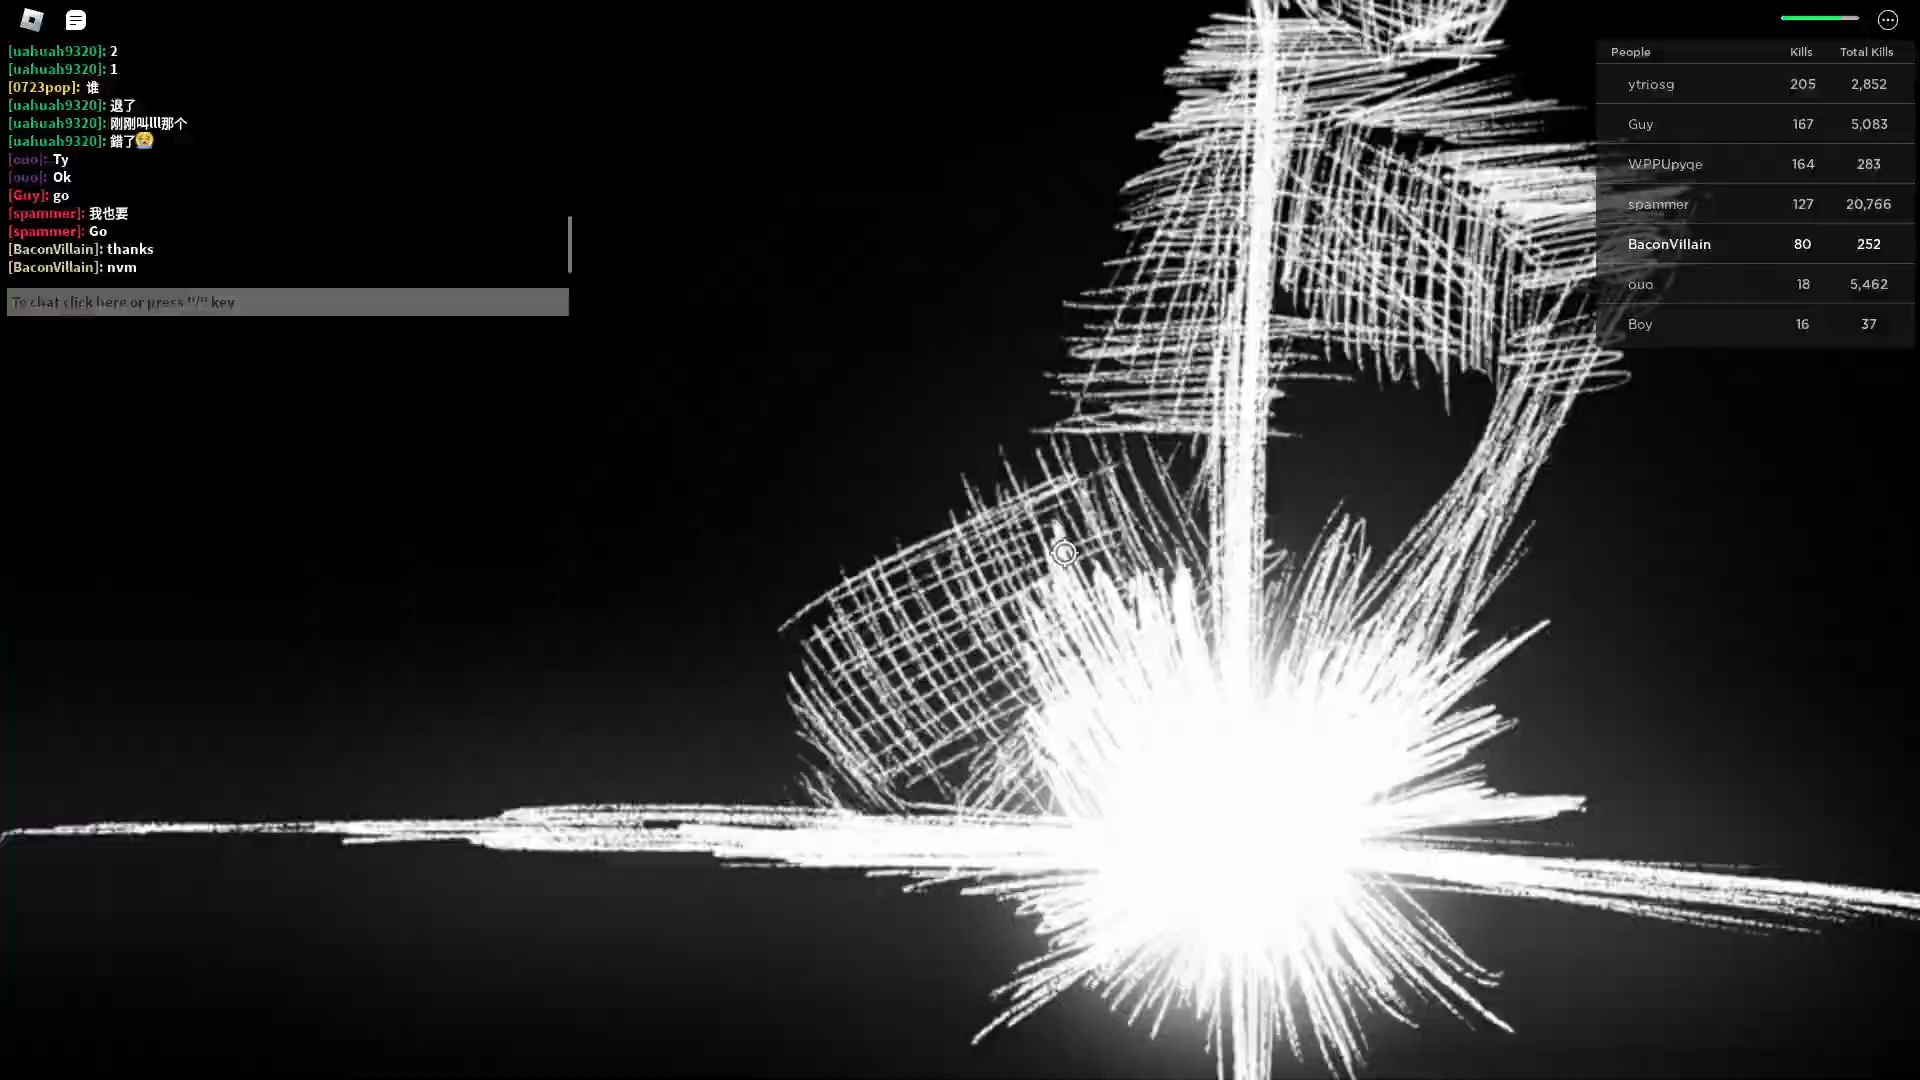 [uahuah9320]: 2
[uahuah9320]: 1
[0723pop]: 谁
[uahuah9320]: 退了
[uahuah9320]: 刚刚叫lll那个
[uahuah9320]: 錯了😭
[ouo]: Ty
[ouo]: Ok
[Guy]: go
[spammer]: 我也要
[spammer]: Go
[BaconVillain]: thanks
[BaconVillain]: nvm
To chat click here or press "/" key
People Kills Total Kills
ytriosg 205 2,852
Guy 167 5,083
WPPUpyqe 164 283
spammer 127 20,766
BaconVillain 80 252
ouo 18 5,462
Boy 16 37